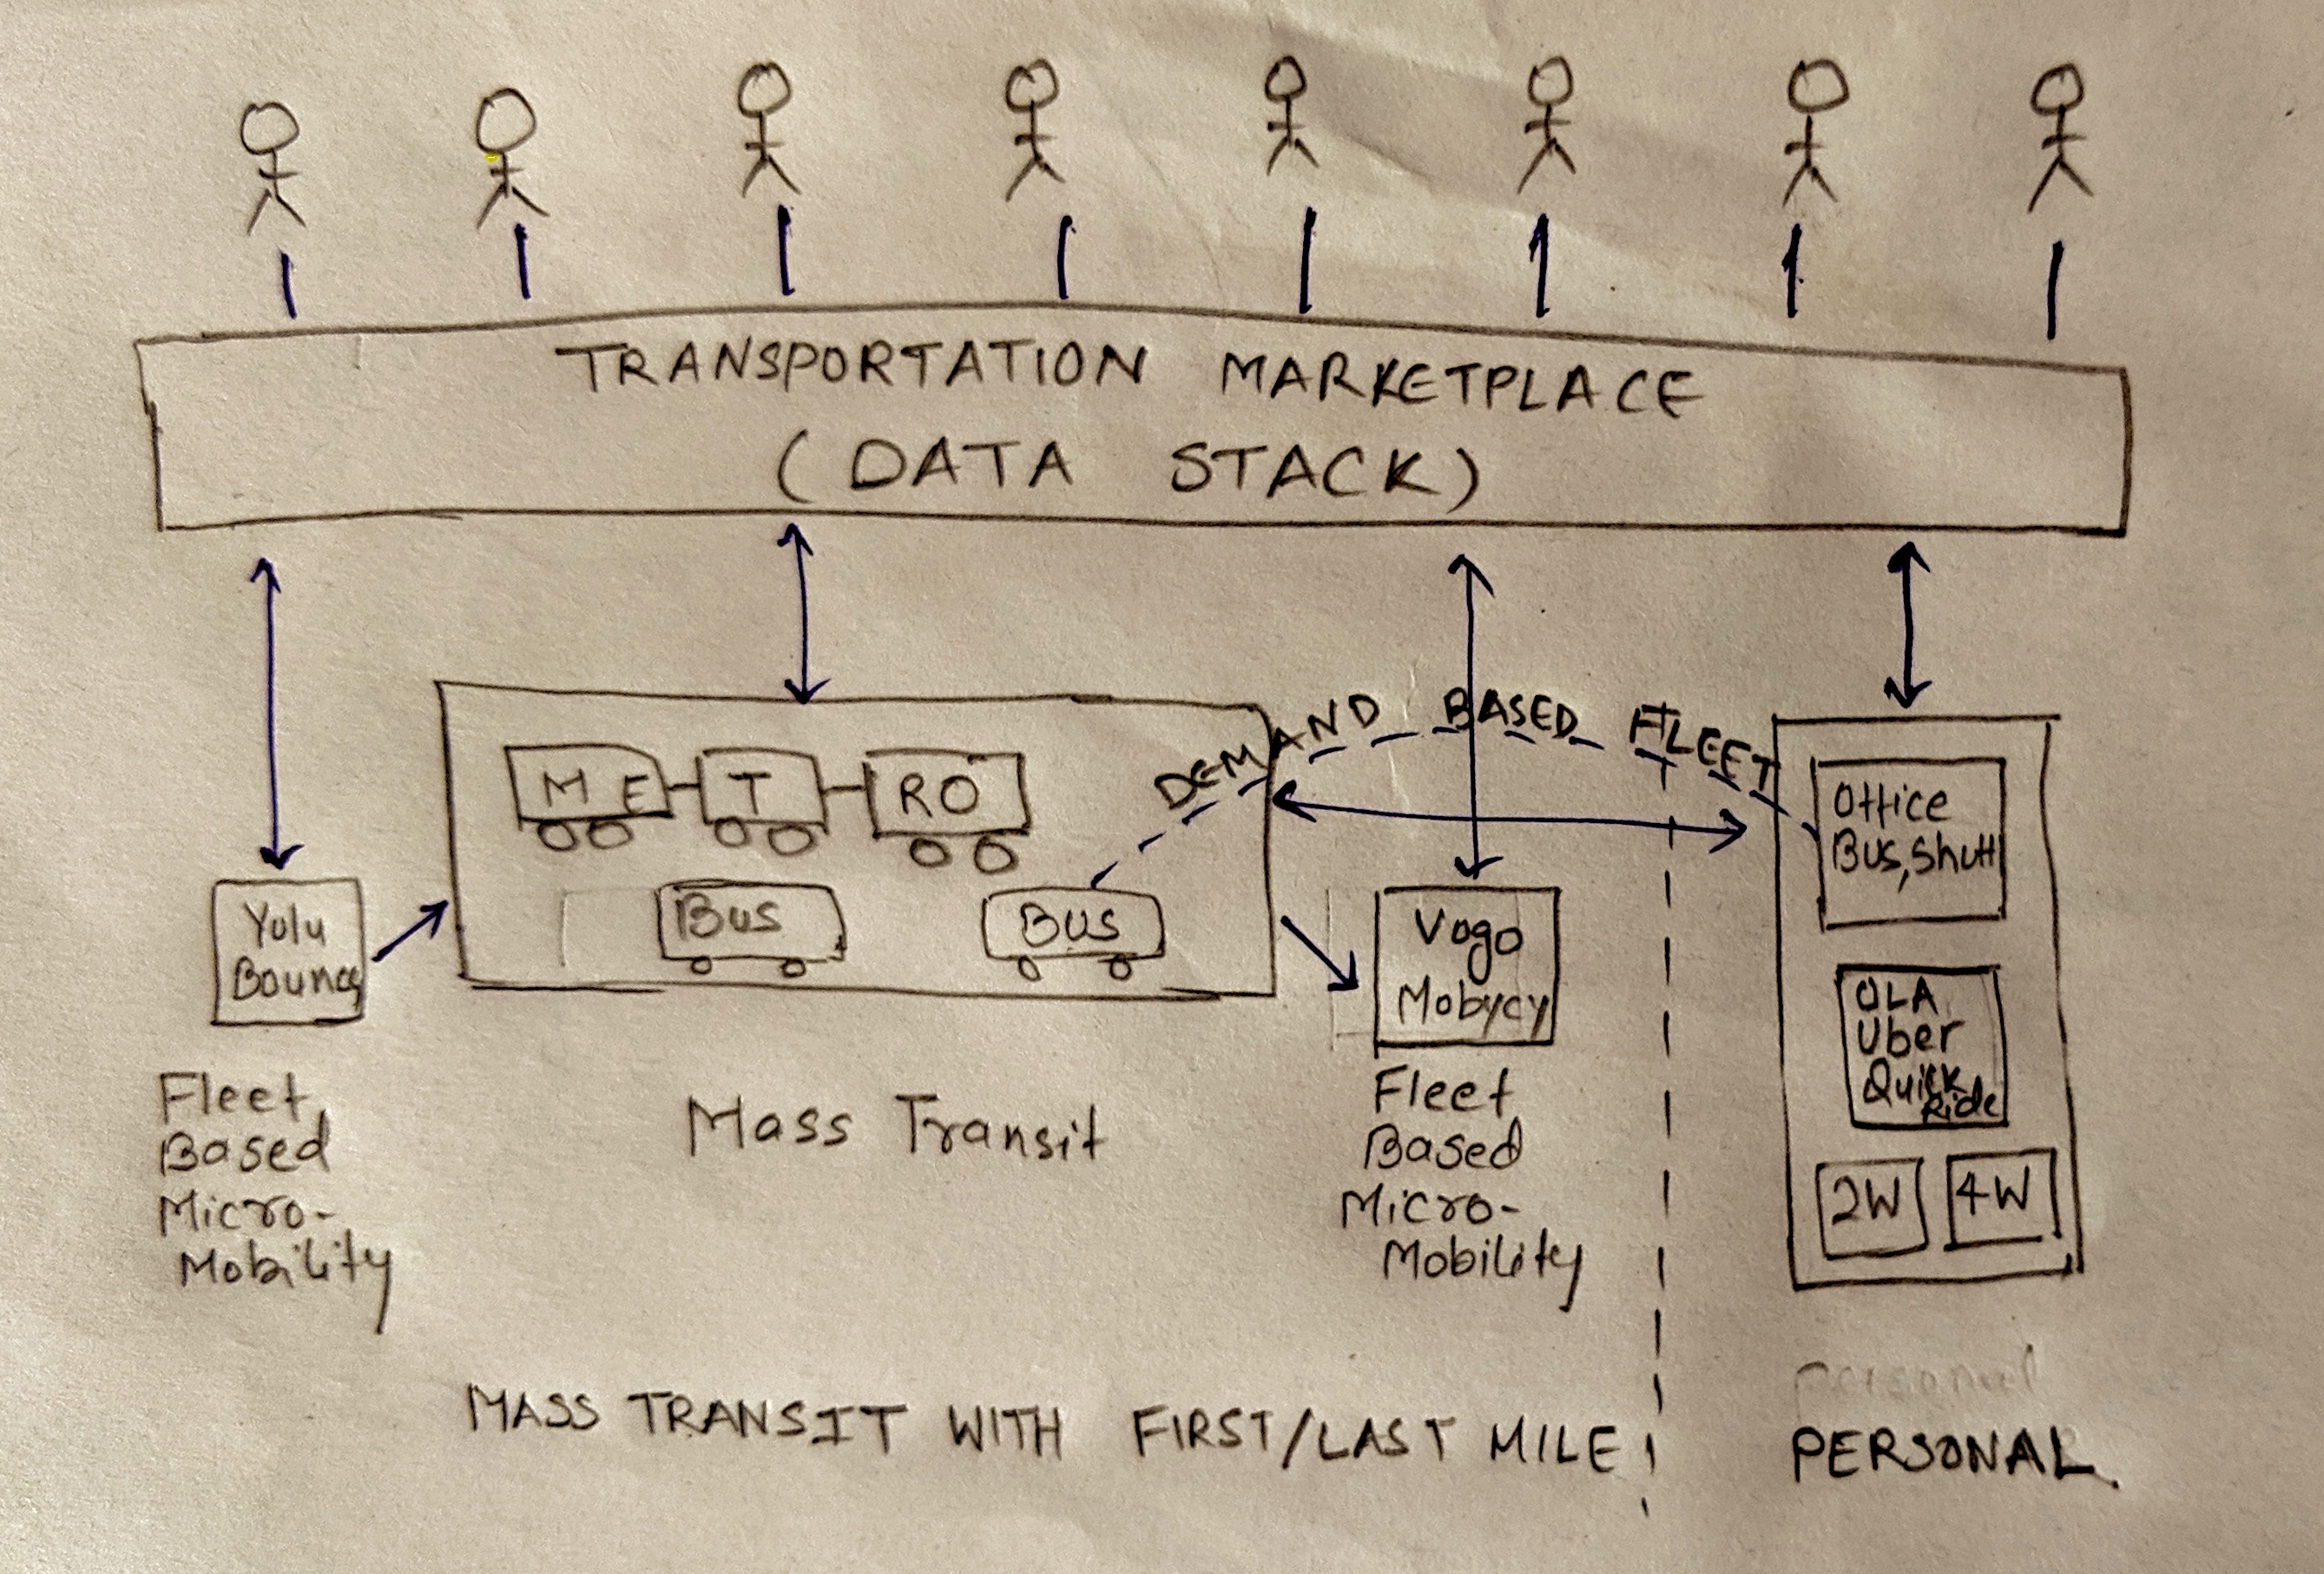 TRANSPORTATION MARKETPLACE
(DATA STACK)
DEMAND BASED FLEET
METRO
Bus
Bus
Yulu
Bounce
Fleet
Based
Micro-
Mobility
Mass Transit
Vogo
Mobycy
Fleet
Based
Micro-
Mobility
Office
Bus, Shutt
OLA
Uber
Quick
Ride
2W
4W
MASS TRANSIT WITH FIRST/LAST MILE
Personal
PERSONAL